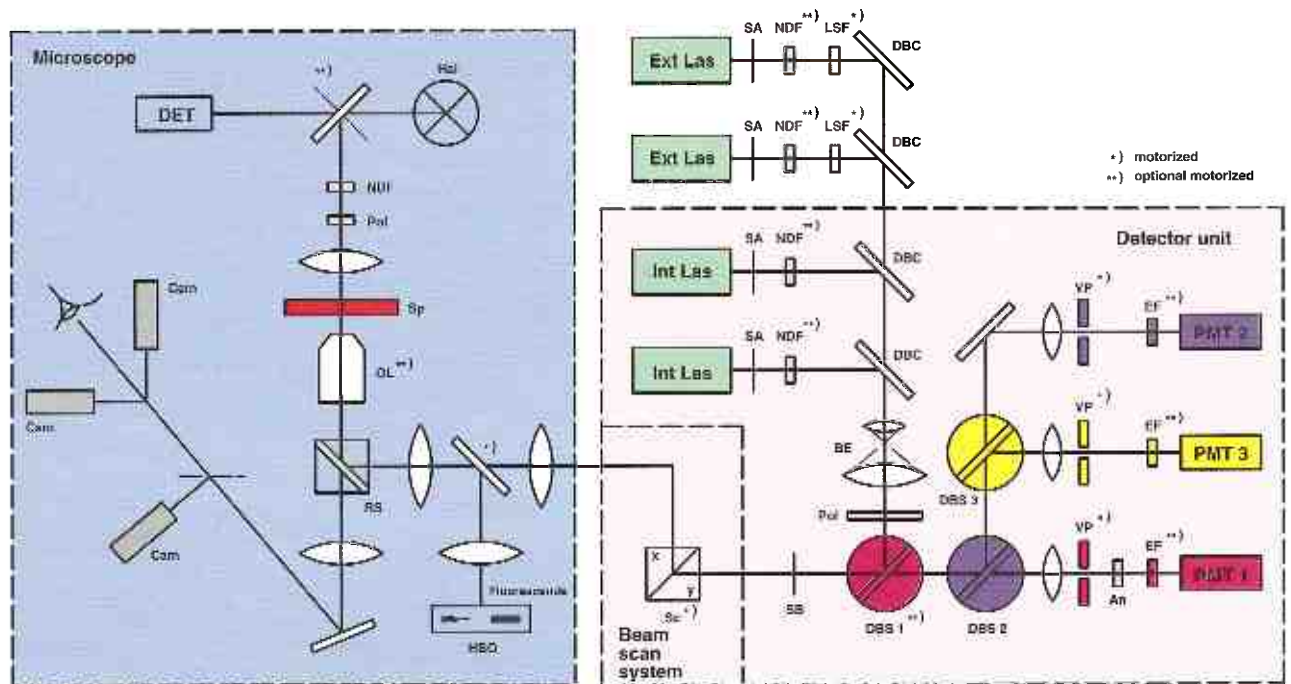 Microscope
**)
Hal
DET
NDF
Pol
Cam
Sp
OL**)
Cam
*)
RS
Cam
Fluoreszenz
HBO
SA NDF**) LSF*)
DBC
Ext Las
SA NDF**) LSF*)
DBC
Ext Las
*) motorized
**) optional motorized
Detector unit
SA NDF**)
DBC
Int Las
SA NDF**)
DBC
Int Las
VP*) EF**)
PMT 2
BE
VP*) EF**)
PMT 3
DBS 3
Pol
VP*) EF**)
PMT 1
An
x
y
Sc*)
SB
DBS 1**)
DBS 2
Beam
scan
system